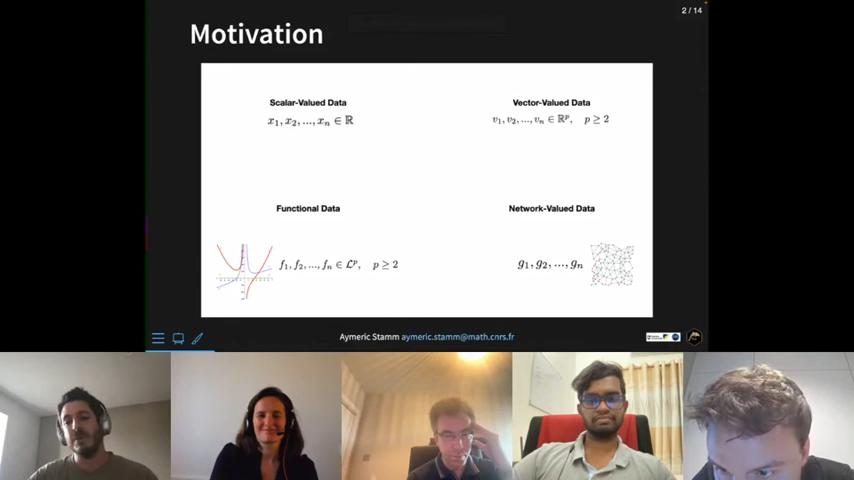 2 / 14
Motivation
Scalar-Valued Data
x₁, x₂, ..., xₙ ∈ ℝ
Vector-Valued Data
v₁, v₂, ..., vₙ ∈ ℝᵖ, p ≥ 2
Functional Data
f₁, f₂, ..., fₙ ∈ ℒᵖ, p ≥ 2
Network-Valued Data
g₁, g₂, ..., gₙ
Aymeric Stamm aymeric.stamm@math.cnrs.fr